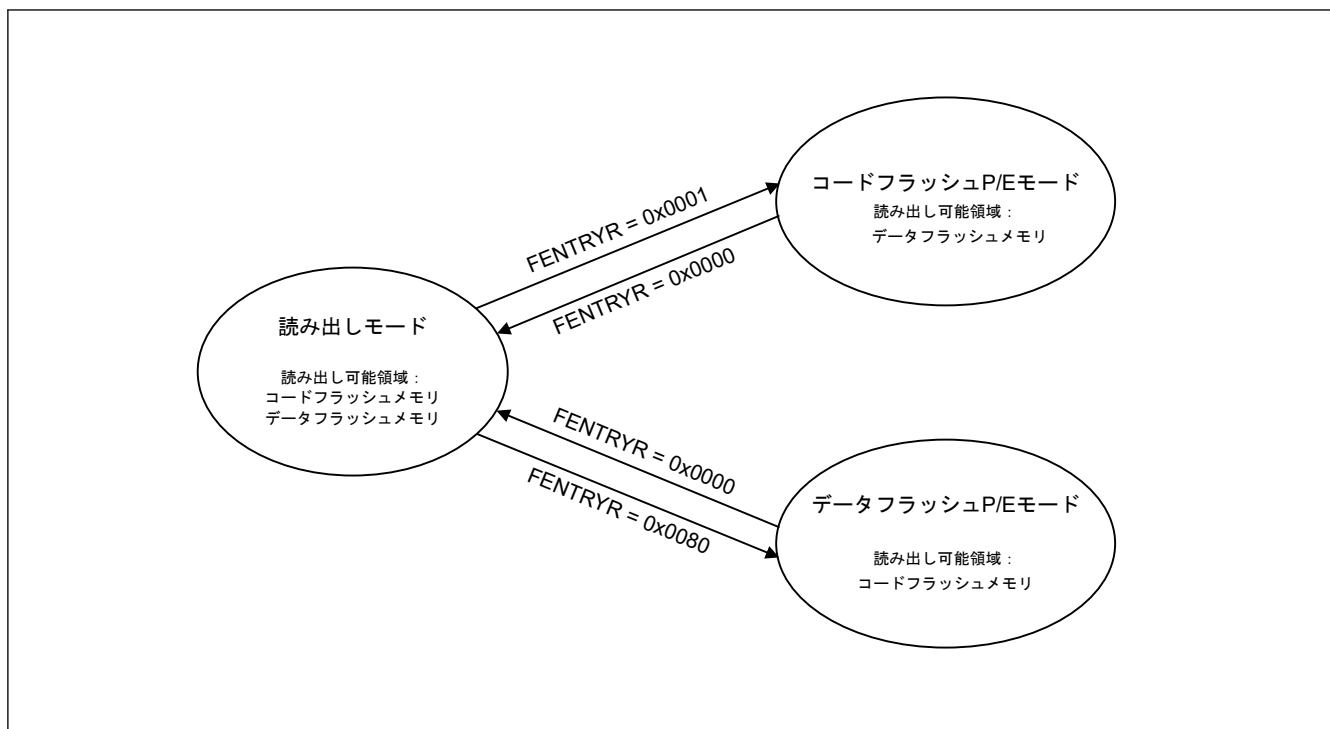 読み出しモード
読み出し可能領域:
コードフラッシュメモリ
データフラッシュメモリ
FENTRYR = 0x0001
FENTRYR = 0x0000
コードフラッシュP/Eモード
読み出し可能領域:
データフラッシュメモリ
FENTRYR = 0x0000
FENTRYR = 0x0080
データフラッシュP/Eモード
読み出し可能領域:
コードフラッシュメモリ